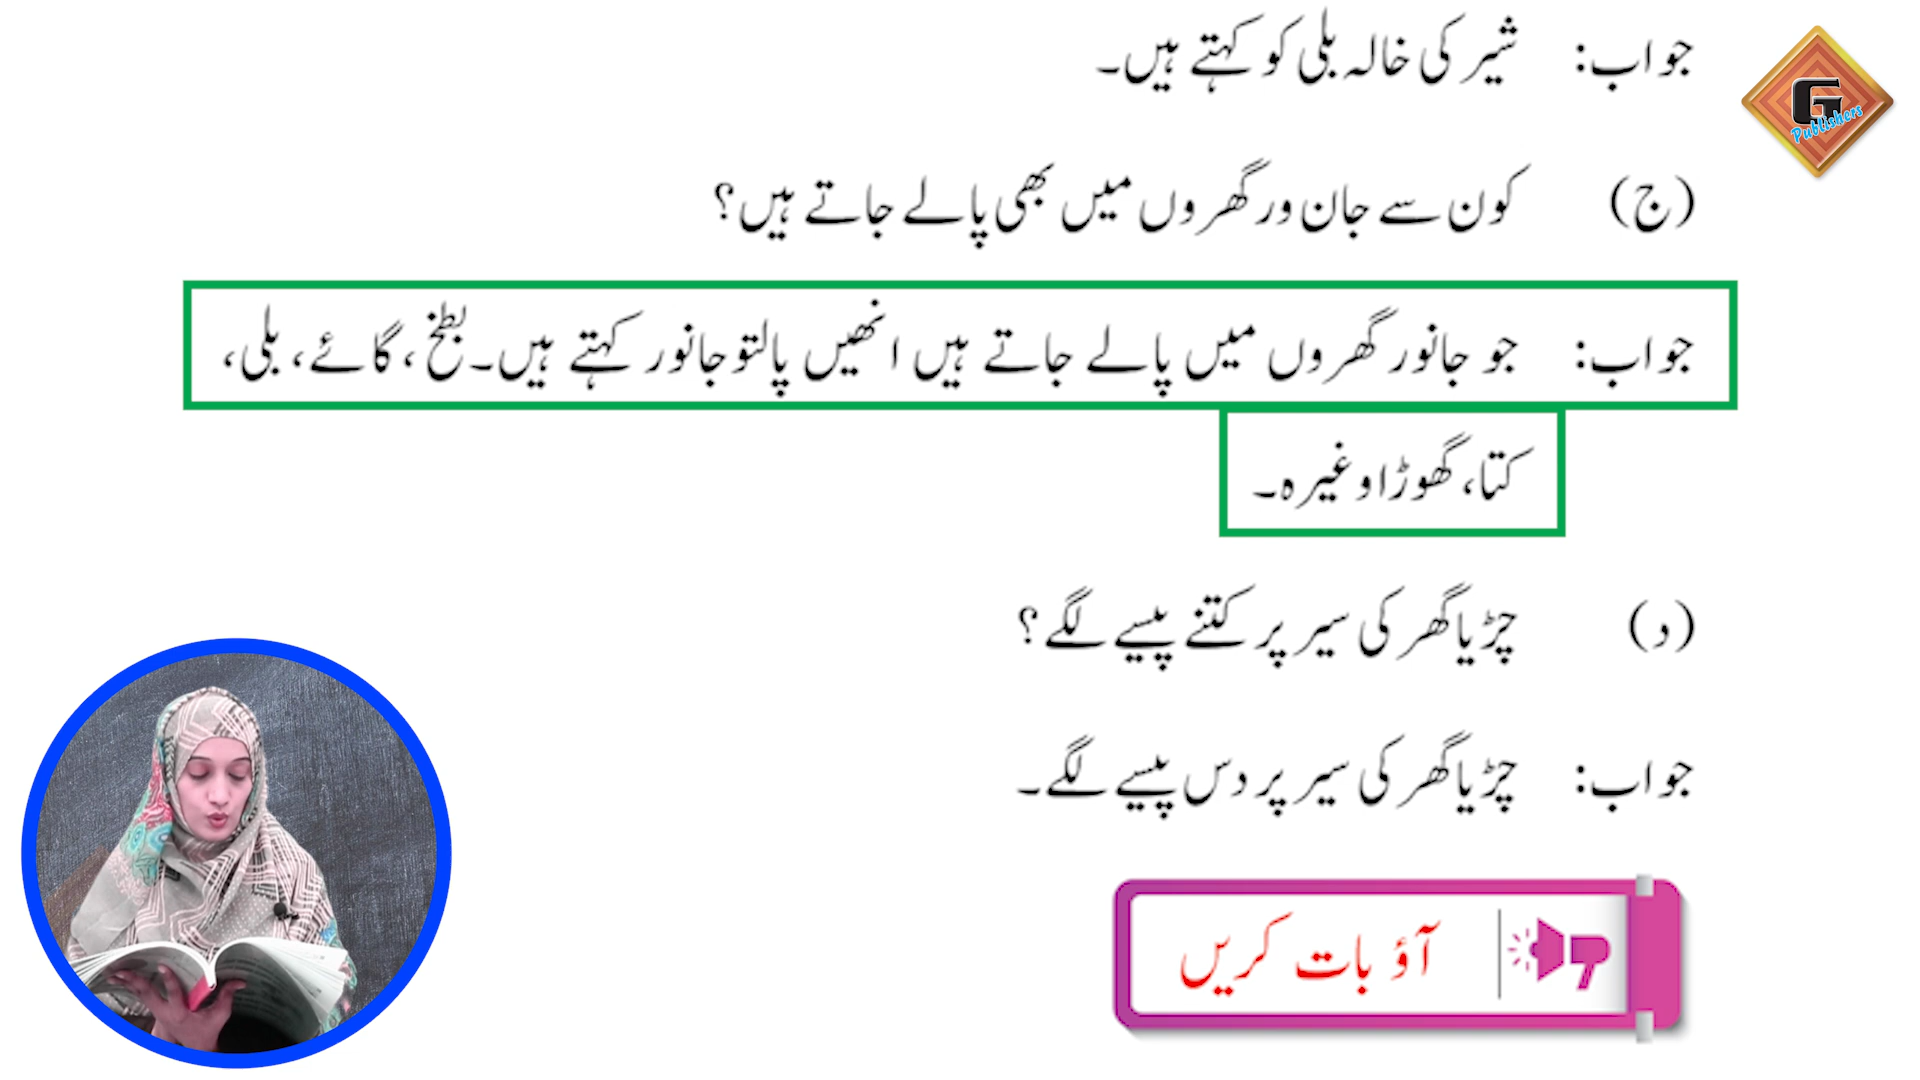 جواب: شیر کی خالہ بلی کو کہتے ہیں۔
G Publishers
(ج) کون سے جان ور گھروں میں بھی پالے جاتے ہیں؟
جواب: جو جانور گھروں میں پالے جاتے ہیں انھیں پالتو جانور کہتے ہیں۔ بطخ، گائے، بلی،
کتا، گھوڑا وغیرہ۔
(د) چڑیا گھر کی سیر پر کتنے پیسے لگے؟
جواب: چڑیا گھر کی سیر پر دس پیسے لگے۔
آؤ بات کریں